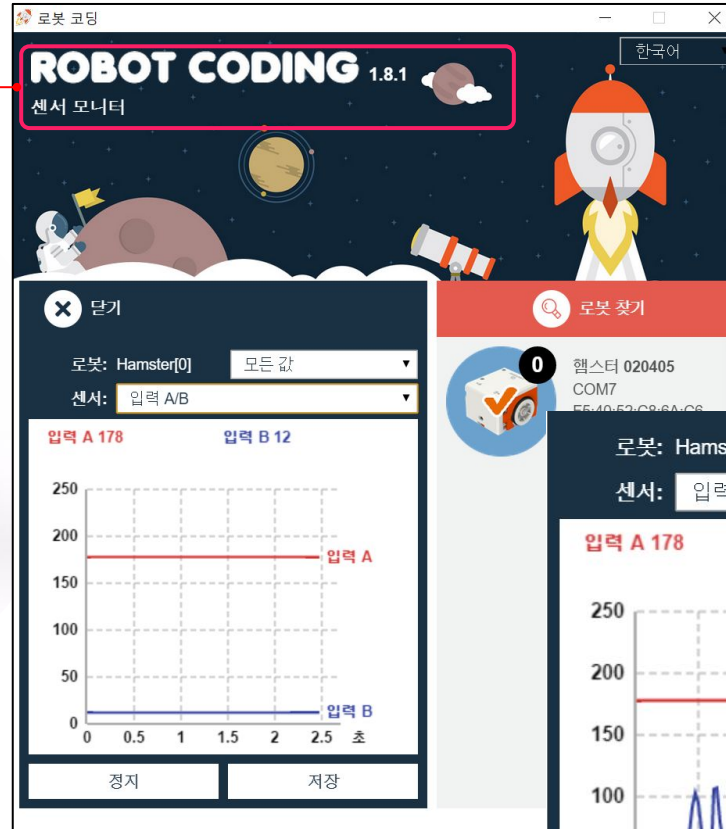 로봇 코딩
한국어
ROBOT CODING 1.8.1
센서 모니터
닫기
로봇: Hamster[0] 모든 값
센서: 입력 A/B
입력 A 178 입력 B 12
250
200
입력 A
150
100
50
입력 B
0
0 0.5 1 1.5 2 2.5 초
정지 저장
로봇 찾기
0
햄스터 020405
COM7
로봇: Hams
센서: 입력
입력 A 178
250
200
150
100